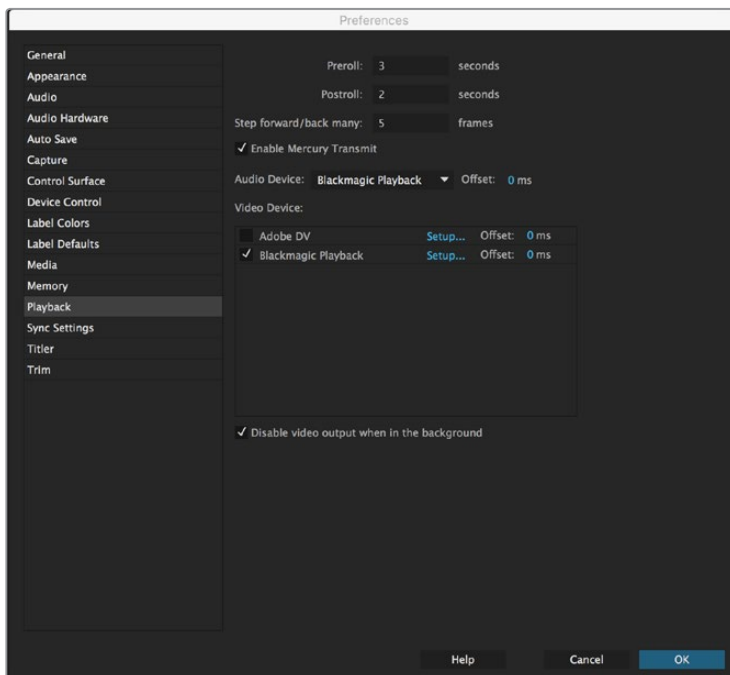 Preferences
General
Appearance
Audio
Audio Hardware
Auto Save
Capture
Control Surface
Device Control
Label Colors
Label Defaults
Media
Memory
Playback
Sync Settings
Titler
Trim
Preroll: 3 seconds
Postroll: 2 seconds
Step forward/back many: 5 frames
Enable Mercury Transmit
Audio Device: Blackmagic Playback Offset: 0 ms
Video Device:
Adobe DV Setup... Offset: 0 ms
Blackmagic Playback Setup... Offset: 0 ms
Disable video output when in the background
Help Cancel OK